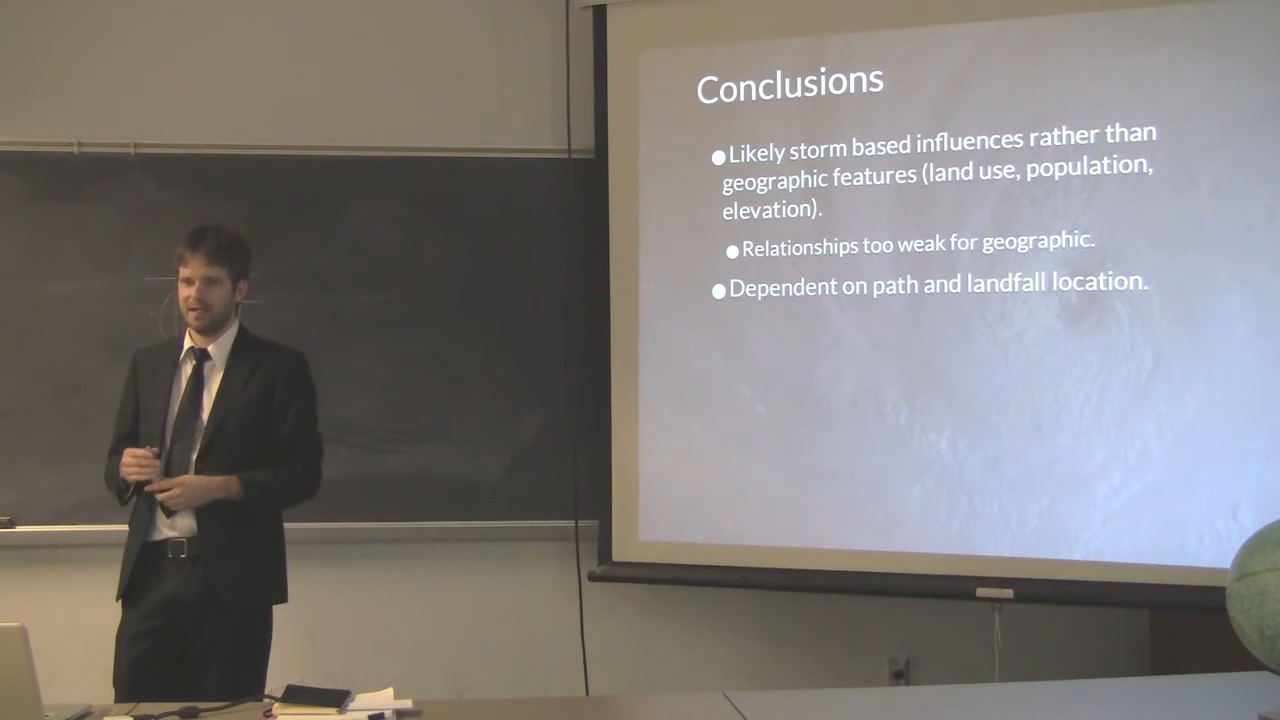 Conclusions
●Likely storm based influences rather than
geographic features (land use, population,
elevation).
●Relationships too weak for geographic.
●Dependent on path and landfall location.